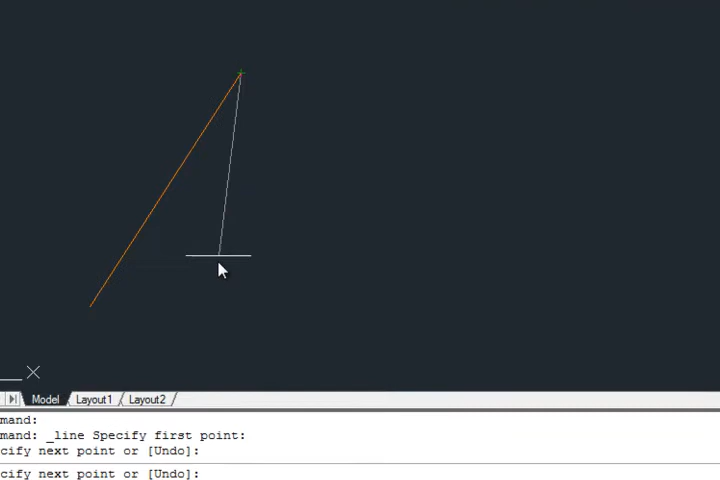 Model Layout1 Layout2
mand:
mand: _line Specify first point:
cify next point or [Undo]:
cify next point or [Undo]: